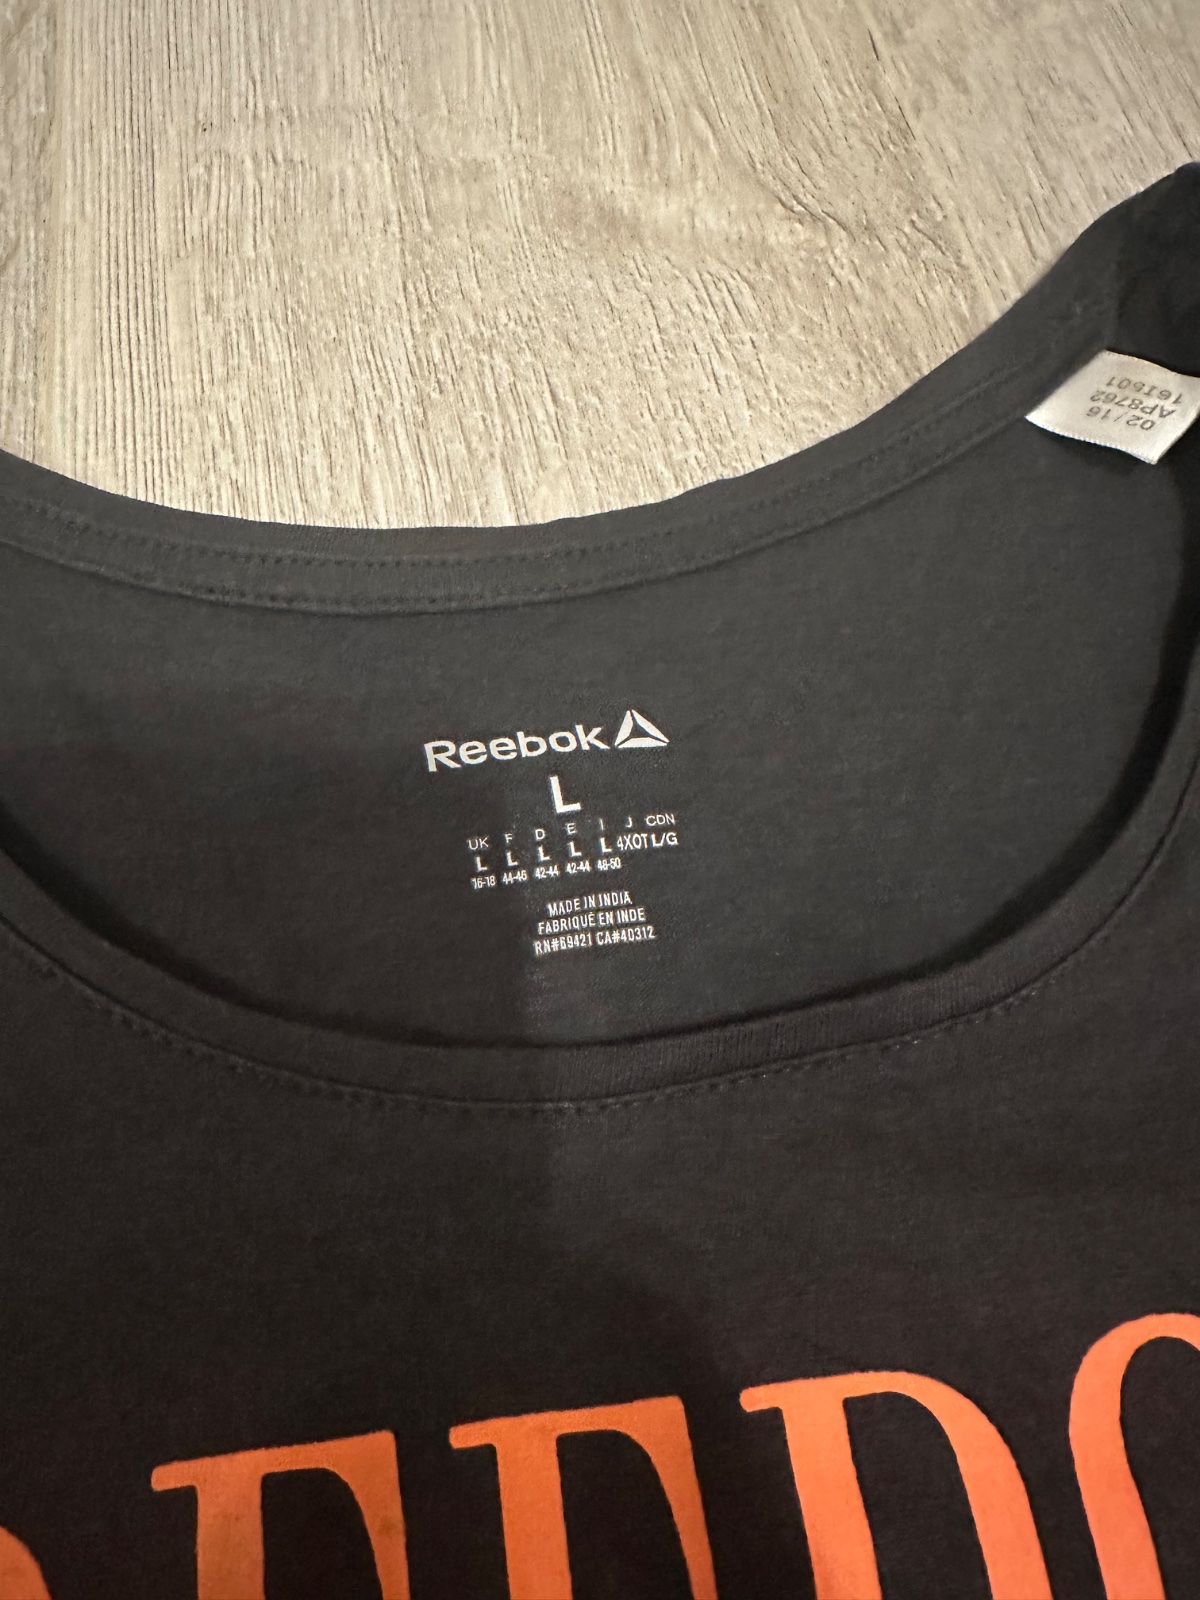 02/16
AP8762
161601
Reebok
L
UK F D E I J CDN
L L L L L 4XOT L/G
16-18 44-46 42-44 42-44 48-50
MADE IN INDIA
FABRIQUÉ EN INDE
RN#69421 CA#40312